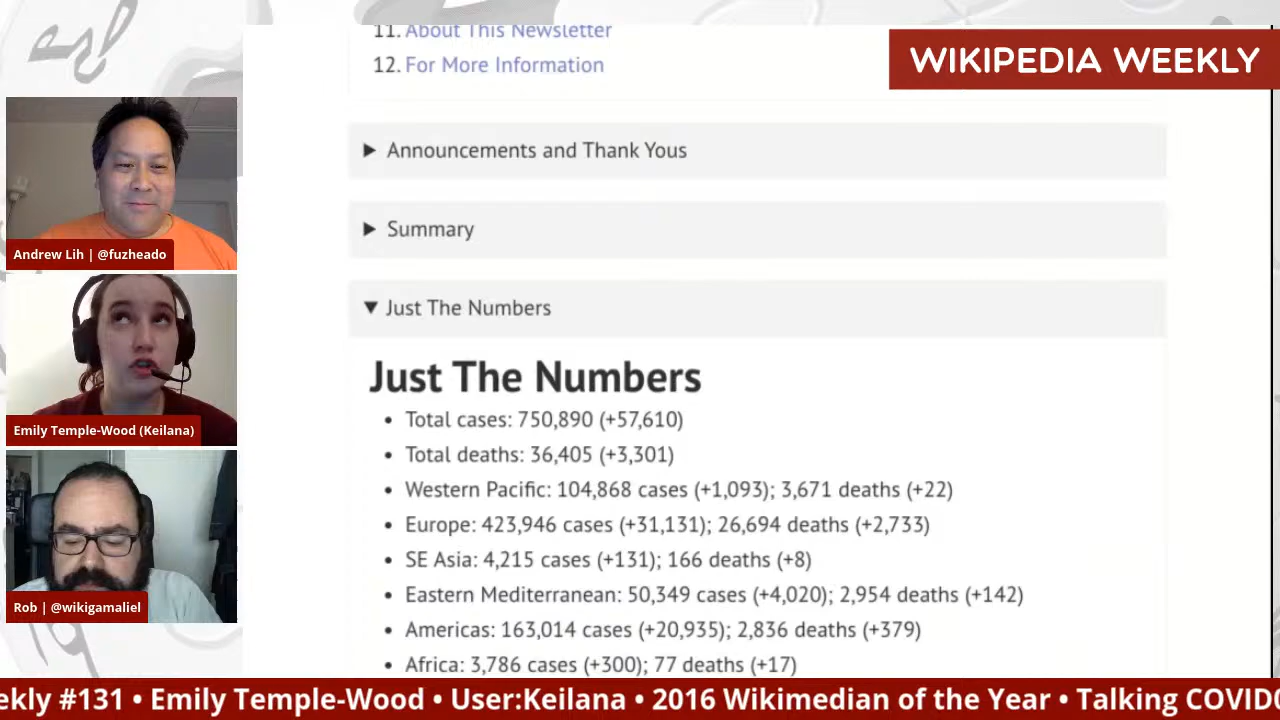 11. About This Newsletter
12. For More Information
WIKIPEDIA WEEKLY
Announcements and Thank Yous
Summary
Just The Numbers
Just The Numbers
• Total cases: 750,890 (+57,610)
• Total deaths: 36,405 (+3,301)
• Western Pacific: 104,868 cases (+1,093); 3,671 deaths (+22)
• Europe: 423,946 cases (+31,131); 26,694 deaths (+2,733)
• SE Asia: 4,215 cases (+131); 166 deaths (+8)
• Eastern Mediterranean: 50,349 cases (+4,020); 2,954 deaths (+142)
• Americas: 163,014 cases (+20,935); 2,836 deaths (+379)
• Africa: 3,786 cases (+300); 77 deaths (+17)
Andrew Lih | @fuzheado
Emily Temple-Wood (Keilana)
Rob | @wikigamaliel
ekly #131 • Emily Temple-Wood • User:Keilana • 2016 Wikimedian of the Year • Talking COVID